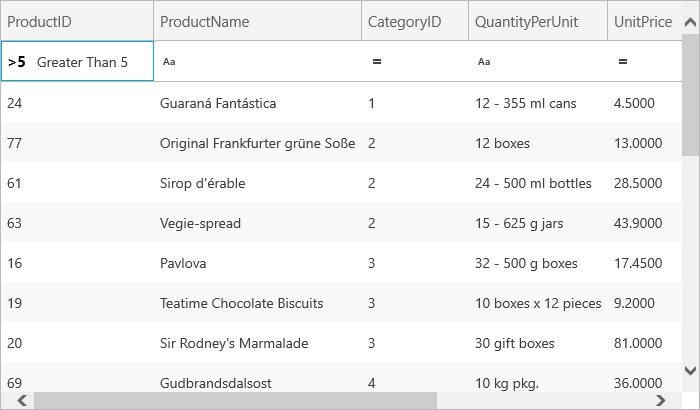 ProductID ProductName CategoryID QuantityPerUnit UnitPrice
>5 Greater Than 5 Aa = Aa =
24 Guaraná Fantástica 1 12 - 355 ml cans 4.5000
77 Original Frankfurter grüne Soße 2 12 boxes 13.0000
61 Sirop d'érable 2 24 - 500 ml bottles 28.5000
63 Vegie-spread 2 15 - 625 g jars 43.9000
16 Pavlova 3 32 - 500 g boxes 17.4500
19 Teatime Chocolate Biscuits 3 10 boxes x 12 pieces 9.2000
20 Sir Rodney's Marmalade 3 30 gift boxes 81.0000
69 Gudbrandsdalsost 4 10 kg pkg. 36.0000